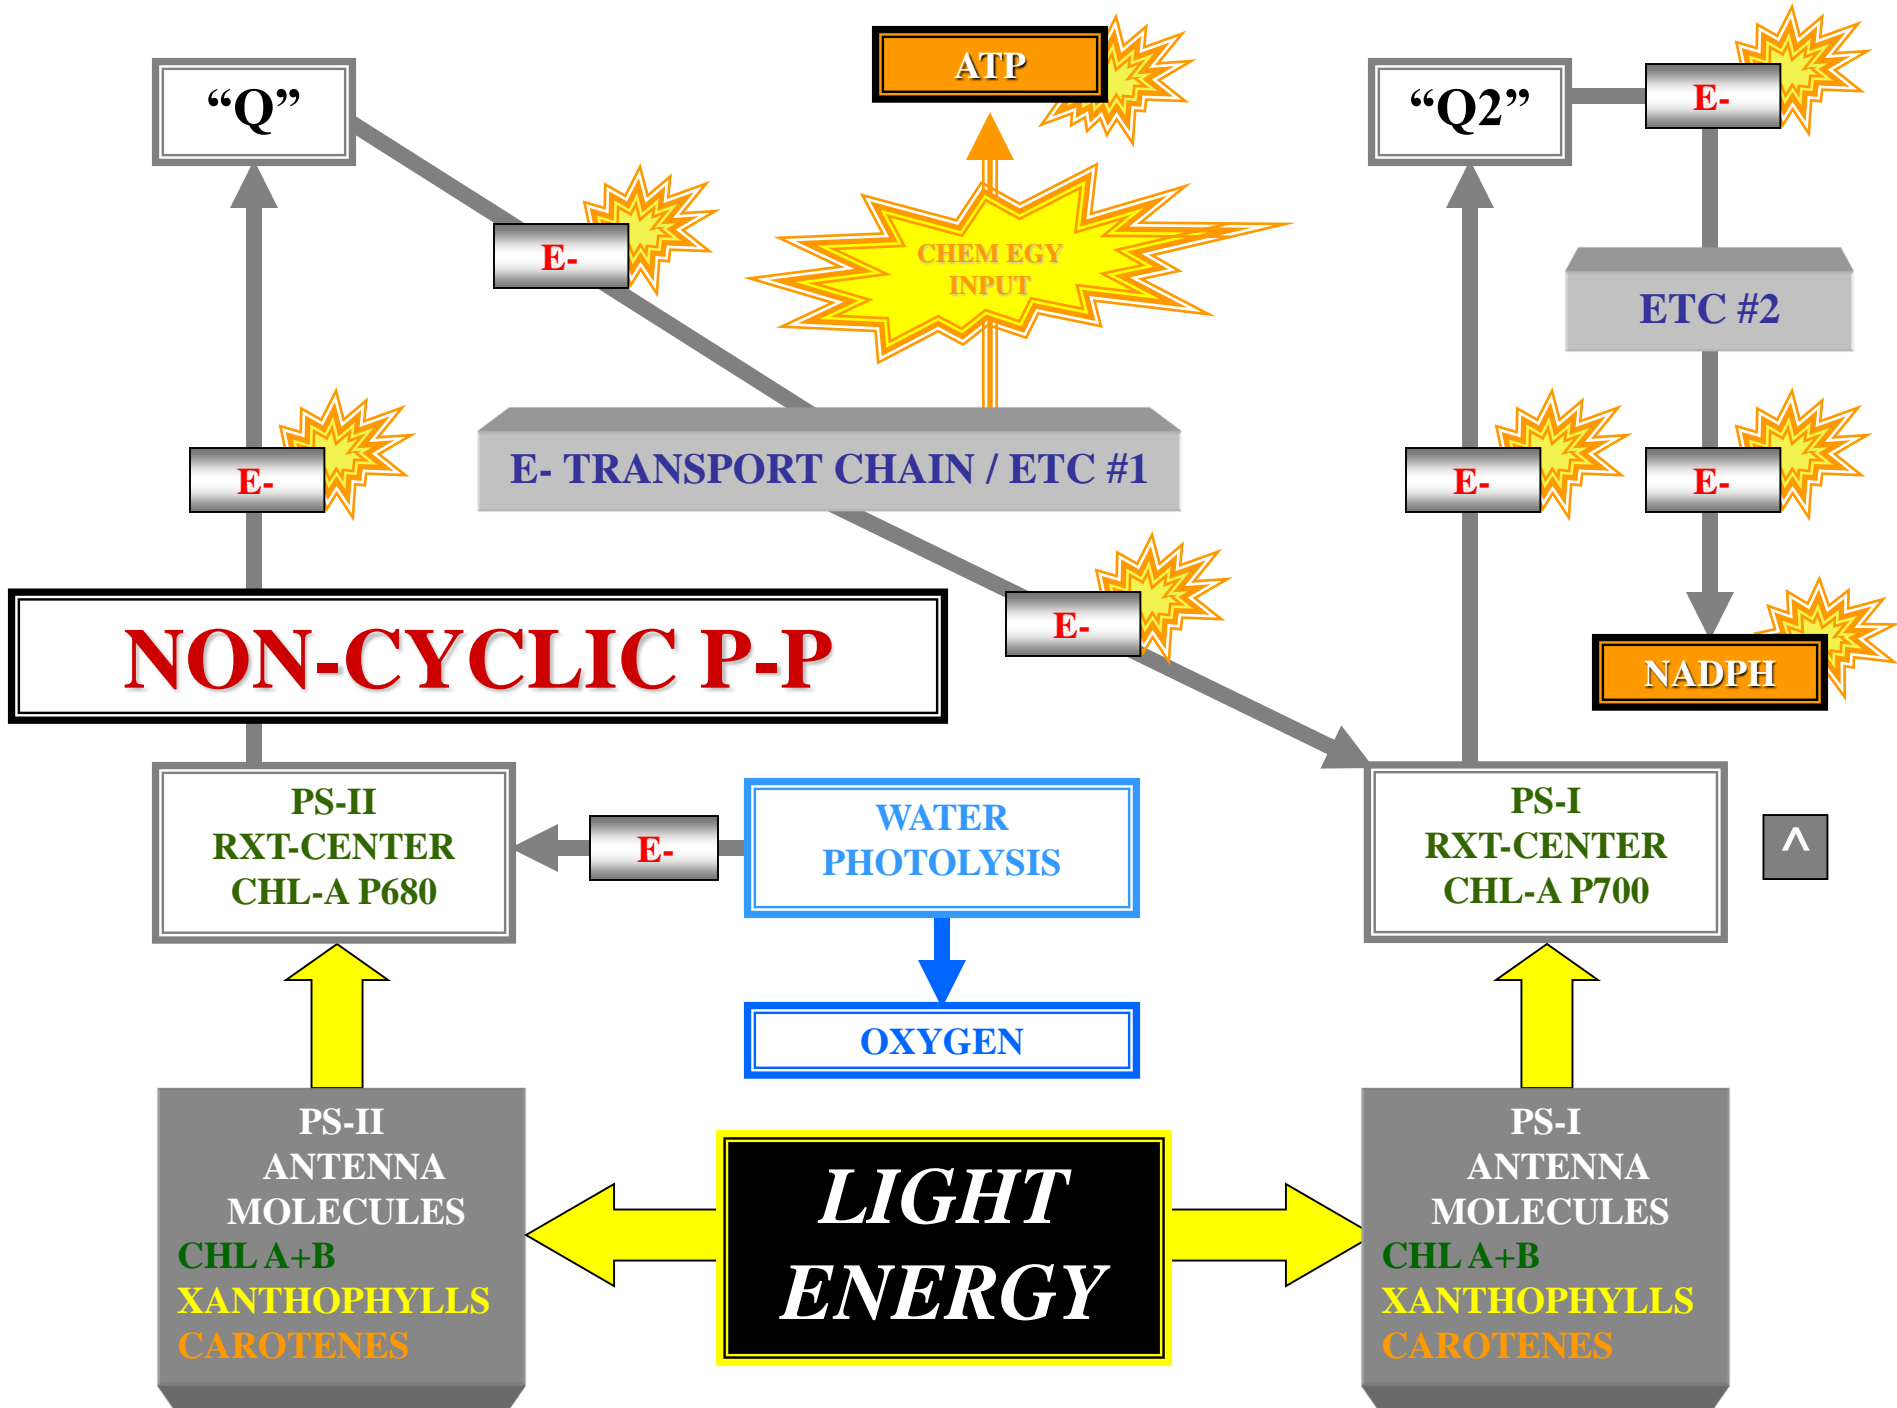 ATP
“Q”
“Q2”
E-
E-
CHEM EGY
INPUT
ETC #2
E- TRANSPORT CHAIN / ETC #1
E-
E-
E-
E-
NON-CYCLIC P-P
NADPH
PS-II
RXT-CENTER
CHL-A P680
E-
WATER
PHOTOLYSIS
PS-I
RXT-CENTER
CHL-A P700
^
OXYGEN
PS-II
ANTENNA
MOLECULES
CHL A+B
XANTHOPHYLLS
CAROTENES
LIGHT
ENERGY
PS-I
ANTENNA
MOLECULES
CHL A+B
XANTHOPHYLLS
CAROTENES